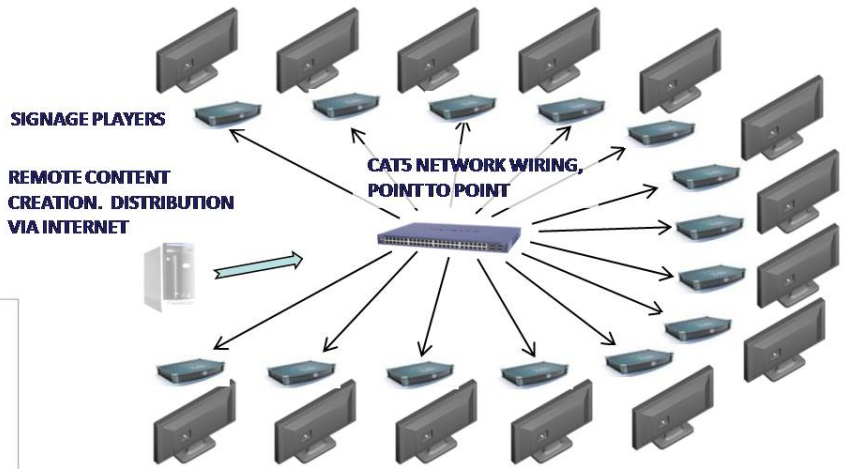 SIGNAGE PLAYERS
REMOTE CONTENT
CREATION.  DISTRIBUTION
VIA INTERNET
CAT5 NETWORK WIRING,
POINT TO POINT